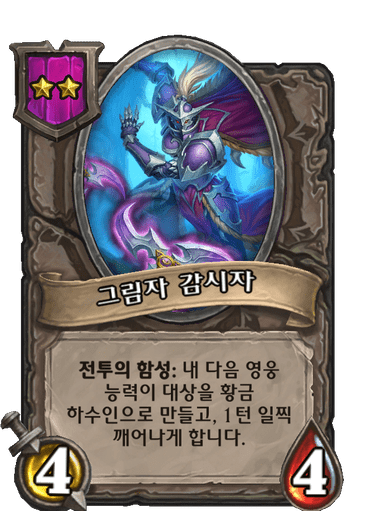 그림자 감시자
전투의 함성: 내 다음 영웅
능력이 대상을 황금
하수인으로 만들고, 1턴 일찍
깨어나게 합니다.
4
4